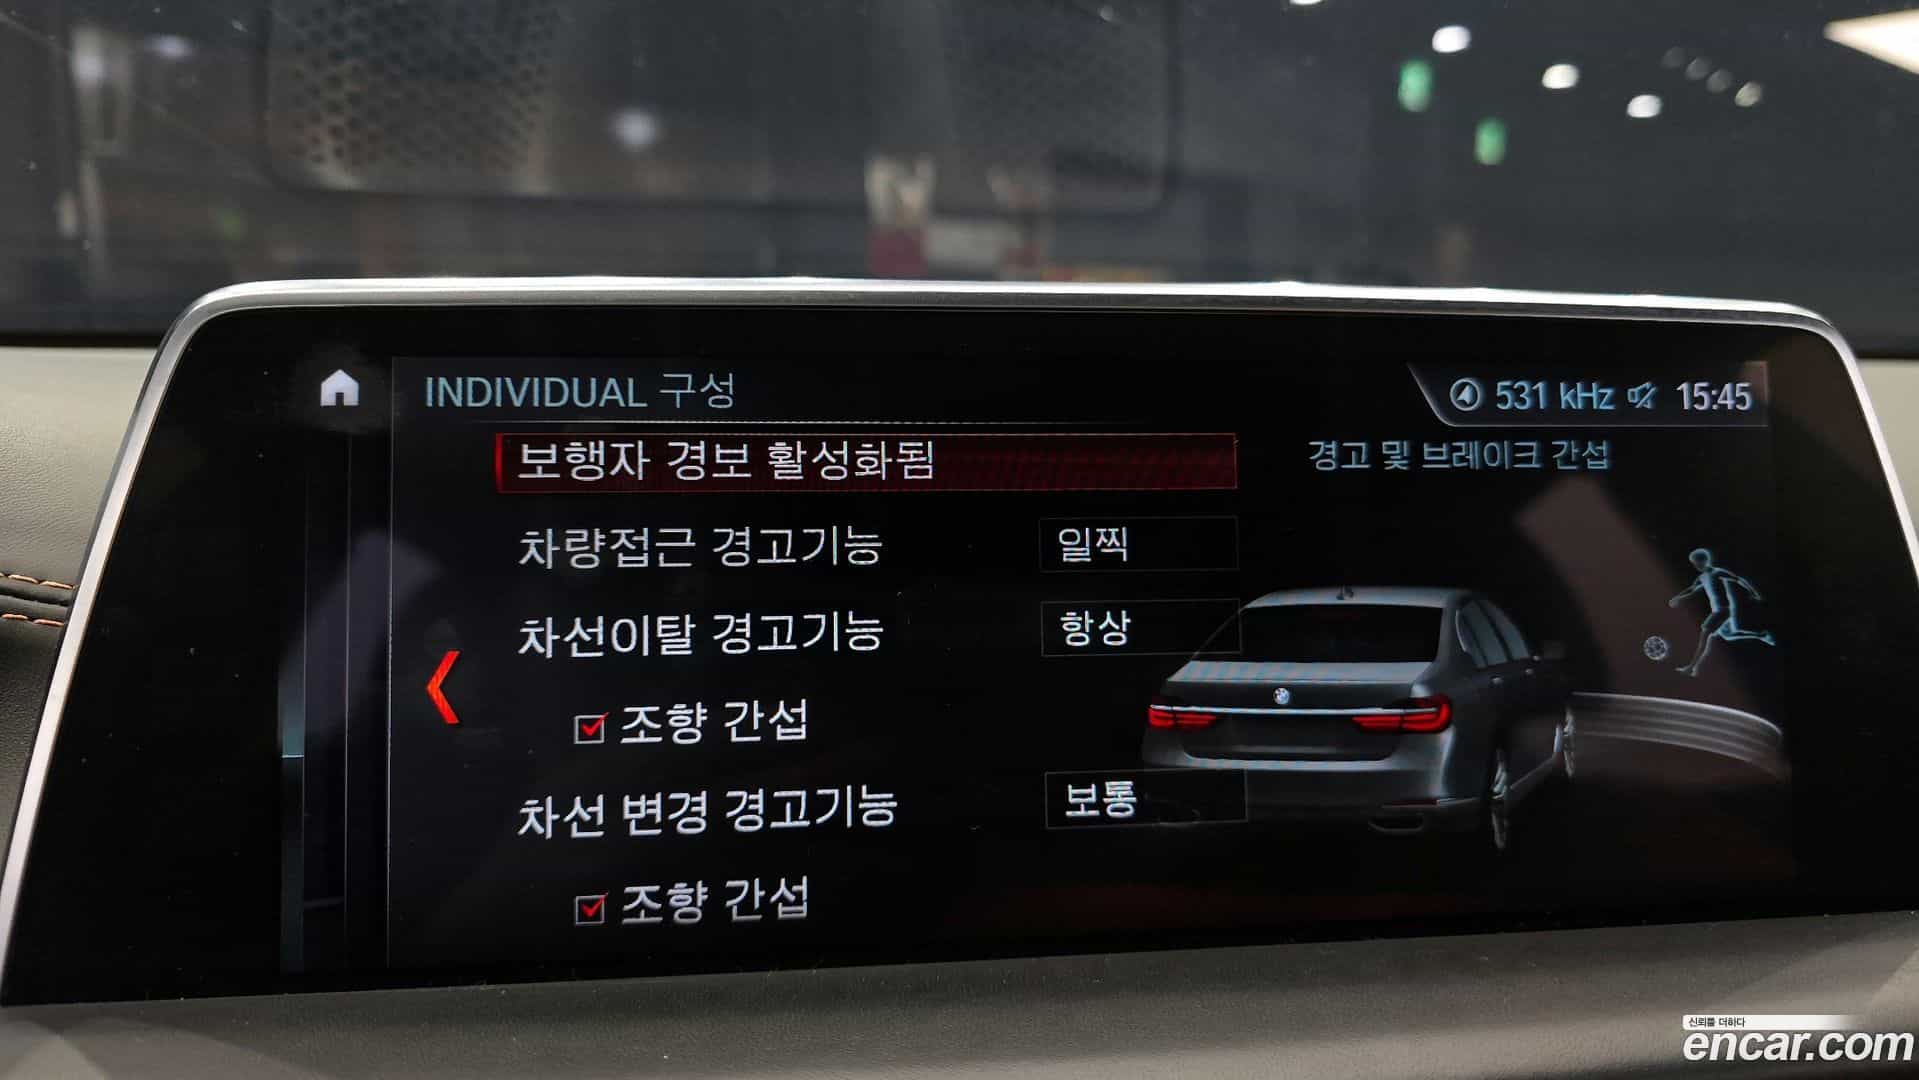 INDIVIDUAL 구성
531 kHz 15:45
보행자 경보 활성화됨
경고 및 브레이크 간섭
차량접근 경고기능 일찍
차선이탈 경고기능 항상
조향 간섭
차선 변경 경고기능 보통
조향 간섭
신뢰를 더하다
encar.com